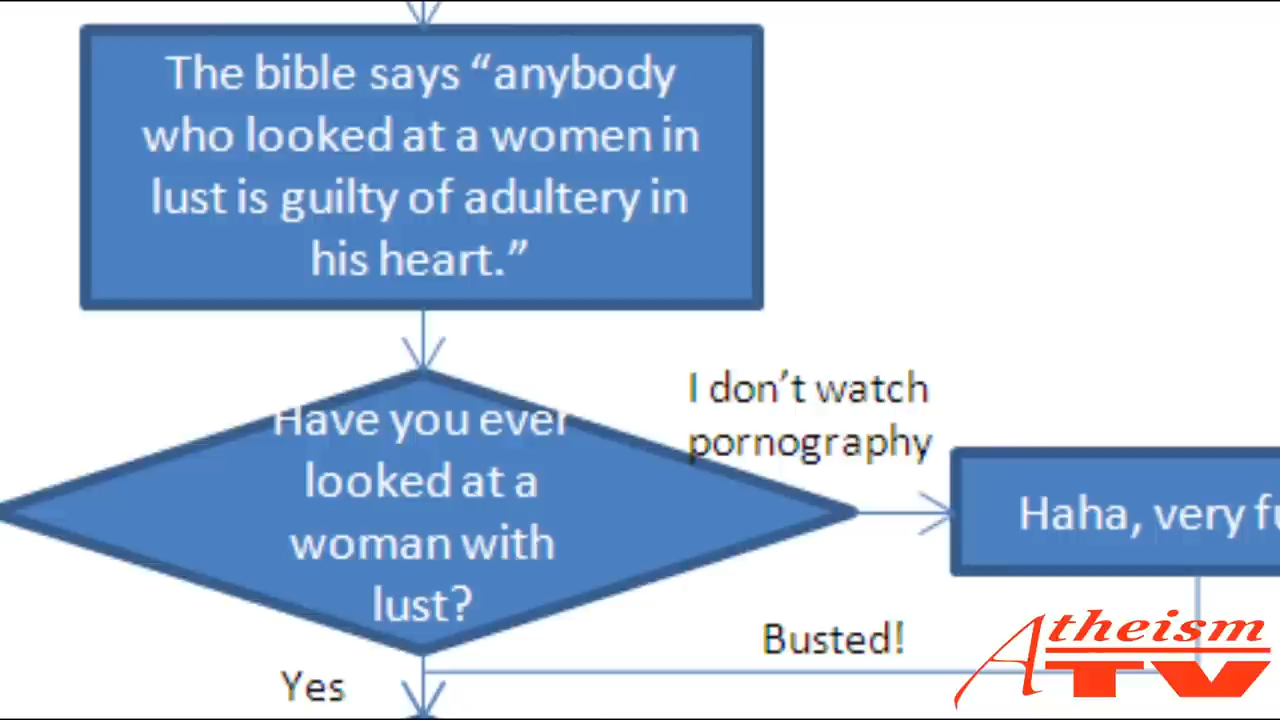 The bible says “anybody
who looked at a women in
lust is guilty of adultery in
his heart.”
I don’t watch
pornography
Have you ever
looked at a
woman with
lust?
Haha, very
Busted!
Yes
Atheism
TV